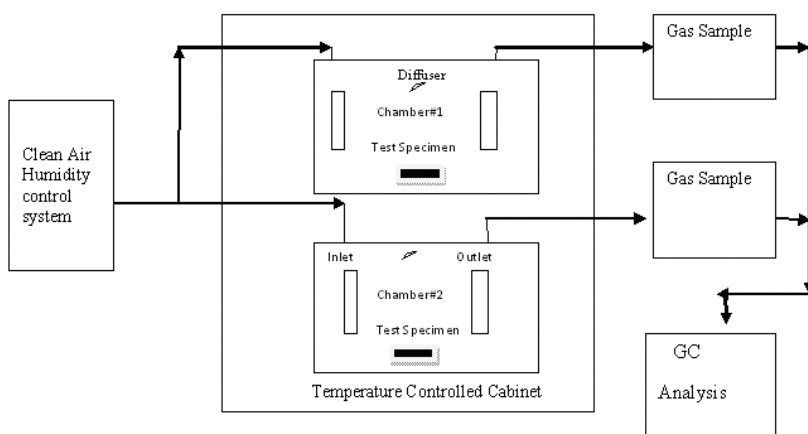 Clean Air
Humidity
control
system
Diffuser
Chamber#1
Test Specimen
Inlet
Outlet
Chamber#2
Test Specimen
Temperature Controlled Cabinet
Gas Sample
Gas Sample
GC
Analysis